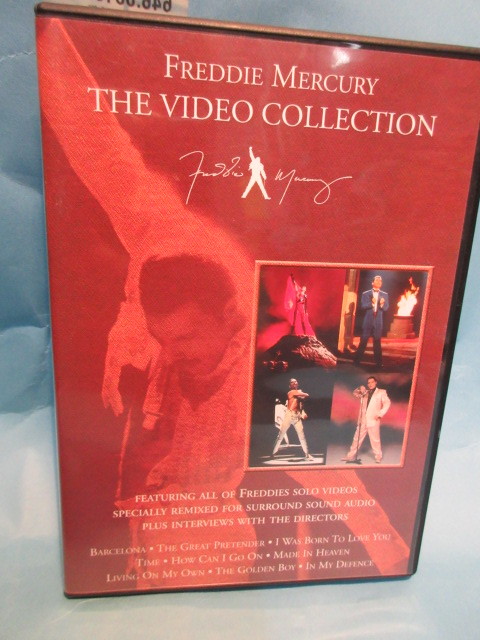 FREDDIE MERCURY
THE VIDEO COLLECTION
Freddie Mercury
FEATURING ALL OF FREDDIES SOLO VIDEOS
SPECIALLY REMIXED FOR SURROUND SOUND AUDIO
PLUS INTERVIEWS WITH THE DIRECTORS
BARCELONA • THE GREAT PRETENDER • I WAS BORN TO LOVE YOU
TIME • HOW CAN I GO ON • MADE IN HEAVEN
LIVING ON MY OWN • THE GOLDEN BOY • IN MY DEFENCE